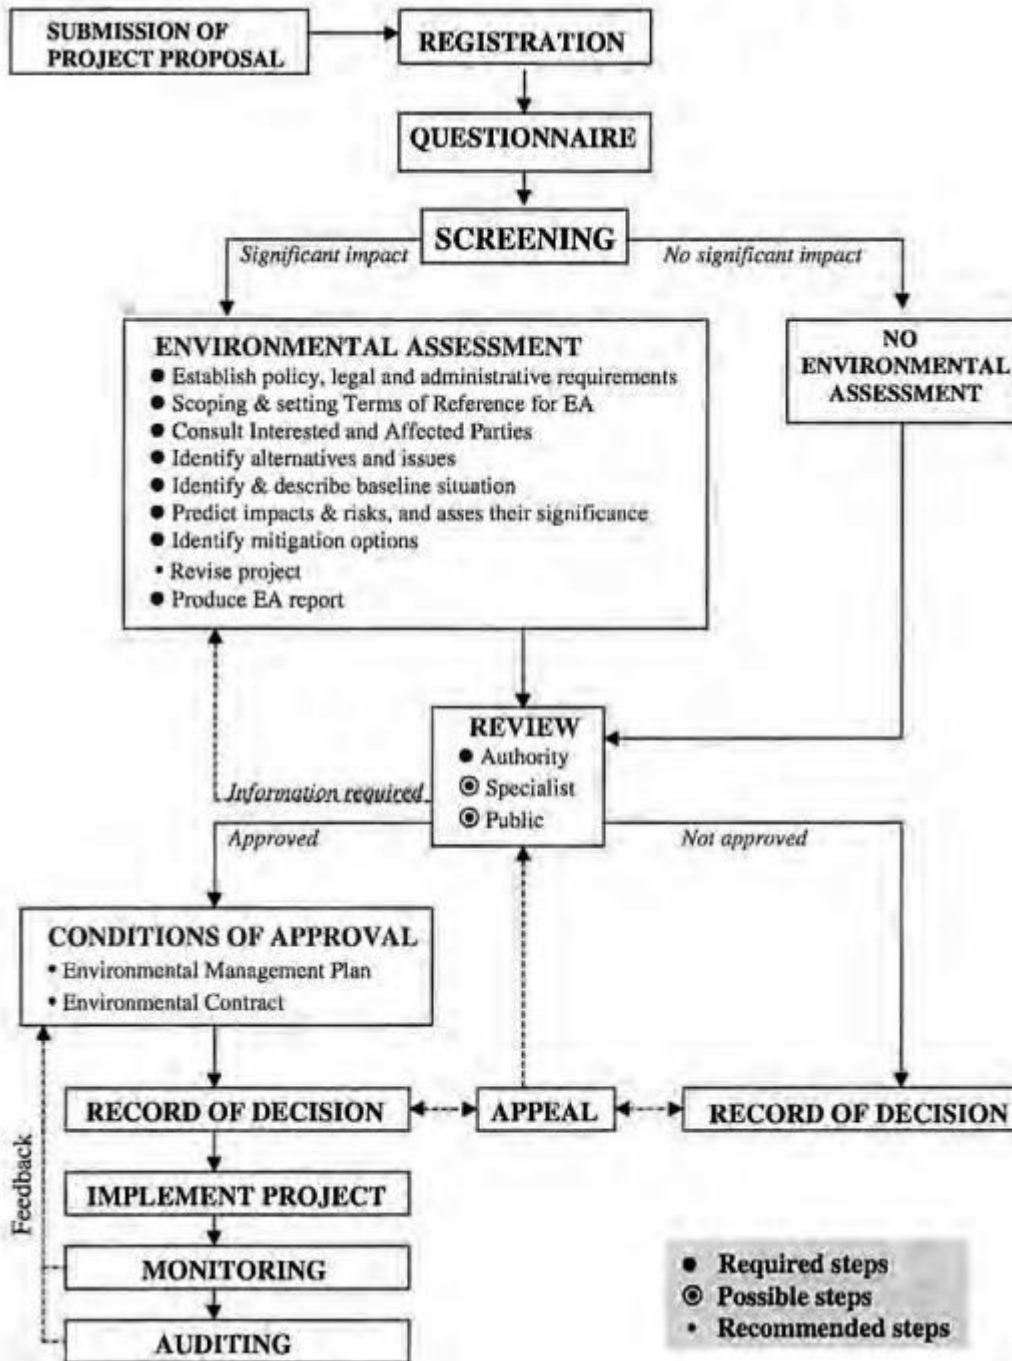 SUBMISSION OF
PROJECT PROPOSAL
REGISTRATION
QUESTIONNAIRE
SCREENING
Significant impact
No significant impact
ENVIRONMENTAL ASSESSMENT
● Establish policy, legal and administrative requirements
● Scoping & setting Terms of Reference for EA
● Consult Interested and Affected Parties
● Identify alternatives and issues
● Identify & describe baseline situation
● Predict impacts & risks, and asses their significance
● Identify mitigation options
• Revise project
● Produce EA report
NO
ENVIRONMENTAL
ASSESSMENT
REVIEW
● Authority
◉ Specialist
◉ Public
Information required
Approved
Not approved
CONDITIONS OF APPROVAL
• Environmental Management Plan
• Environmental Contract
RECORD OF DECISION
APPEAL
RECORD OF DECISION
Feedback
IMPLEMENT PROJECT
MONITORING
AUDITING
● Required steps
◉ Possible steps
• Recommended steps